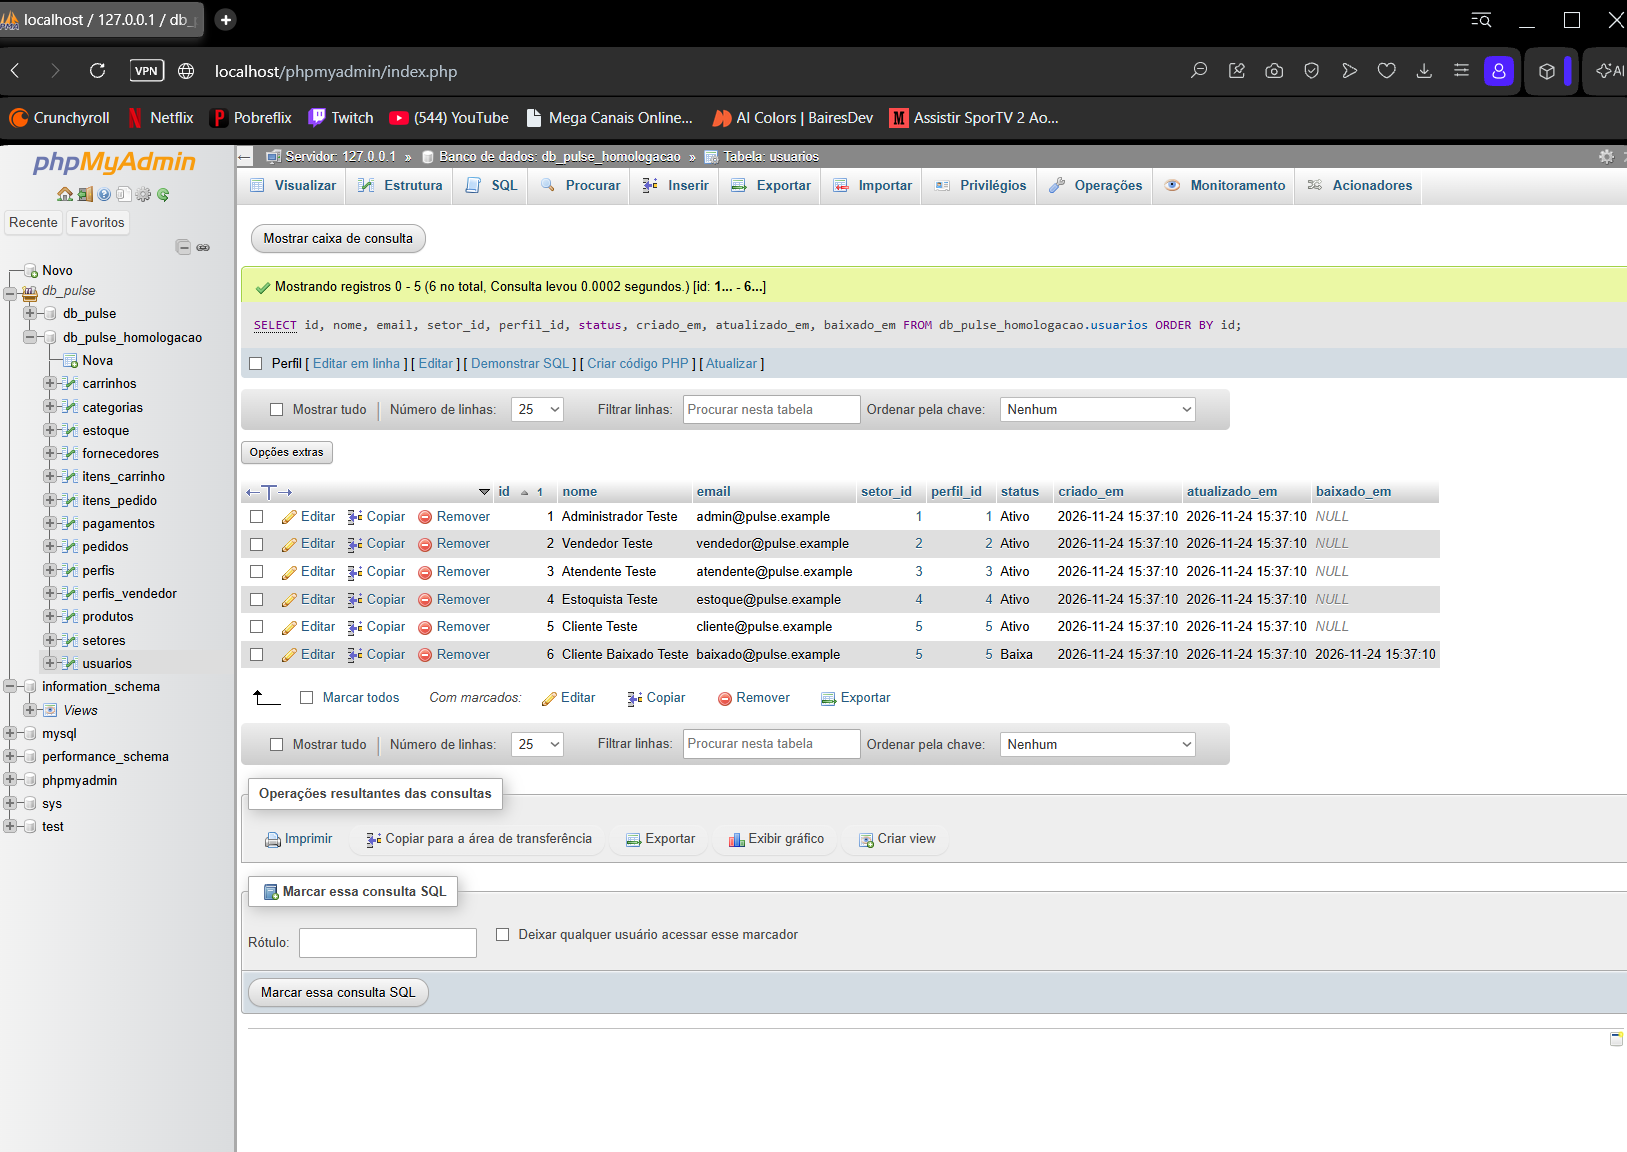 localhost / 127.0.0.1 / db_
VPN
localhost/phpmyadmin/index.php
AI
Crunchyroll
Netflix
Pobreflix
Twitch
(544) YouTube
Mega Canais Online...
AI Colors | BairesDev
Assistir SporTV 2 Ao...
phpMyAdmin
Recente
Favoritos
Novo
db_pulse
db_pulse
db_pulse_homologacao
Nova
carrinhos
categorias
estoque
fornecedores
itens_carrinho
itens_pedido
pagamentos
pedidos
perfis
perfis_vendedor
produtos
setores
usuarios
information_schema
Views
mysql
performance_schema
phpmyadmin
sys
test
Servidor: 127.0.0.1 » Banco de dados: db_pulse_homologacao » Tabela: usuarios
Visualizar Estrutura SQL Procurar Inserir Exportar Importar Privilégios Operações Monitoramento Acionadores
Mostrar caixa de consulta
Mostrando registros 0 - 5 (6 no total, Consulta levou 0.0002 segundos.) [id: 1... - 6...]
SELECT id, nome, email, setor_id, perfil_id, status, criado_em, atualizado_em, baixado_em FROM db_pulse_homologacao.usuarios ORDER BY id;
Perfil [ Editar em linha ] [ Editar ] [ Demonstrar SQL ] [ Criar código PHP ] [ Atualizar ]
Mostrar tudo | Número de linhas: 25 Filtrar linhas: Procurar nesta tabela Ordenar pela chave: Nenhum
Opções extras
id 1 nome email setor_id perfil_id status criado_em atualizado_em baixado_em
Editar Copiar Remover 1 Administrador Teste admin@pulse.example 1 1 Ativo 2026-11-24 15:37:10 2026-11-24 15:37:10 NULL
Editar Copiar Remover 2 Vendedor Teste vendedor@pulse.example 2 2 Ativo 2026-11-24 15:37:10 2026-11-24 15:37:10 NULL
Editar Copiar Remover 3 Atendente Teste atendente@pulse.example 3 3 Ativo 2026-11-24 15:37:10 2026-11-24 15:37:10 NULL
Editar Copiar Remover 4 Estoquista Teste estoque@pulse.example 4 4 Ativo 2026-11-24 15:37:10 2026-11-24 15:37:10 NULL
Editar Copiar Remover 5 Cliente Teste cliente@pulse.example 5 5 Ativo 2026-11-24 15:37:10 2026-11-24 15:37:10 NULL
Editar Copiar Remover 6 Cliente Baixado Teste baixado@pulse.example 5 5 Baixa 2026-11-24 15:37:10 2026-11-24 15:37:10 2026-11-24 15:37:10
Marcar todos Com marcados: Editar Copiar Remover Exportar
Mostrar tudo | Número de linhas: 25 Filtrar linhas: Procurar nesta tabela Ordenar pela chave: Nenhum
Operações resultantes das consultas
Imprimir Copiar para a área de transferência Exportar Exibir gráfico Criar view
Marcar essa consulta SQL
Rótulo: Deixar qualquer usuário acessar esse marcador
Marcar essa consulta SQL